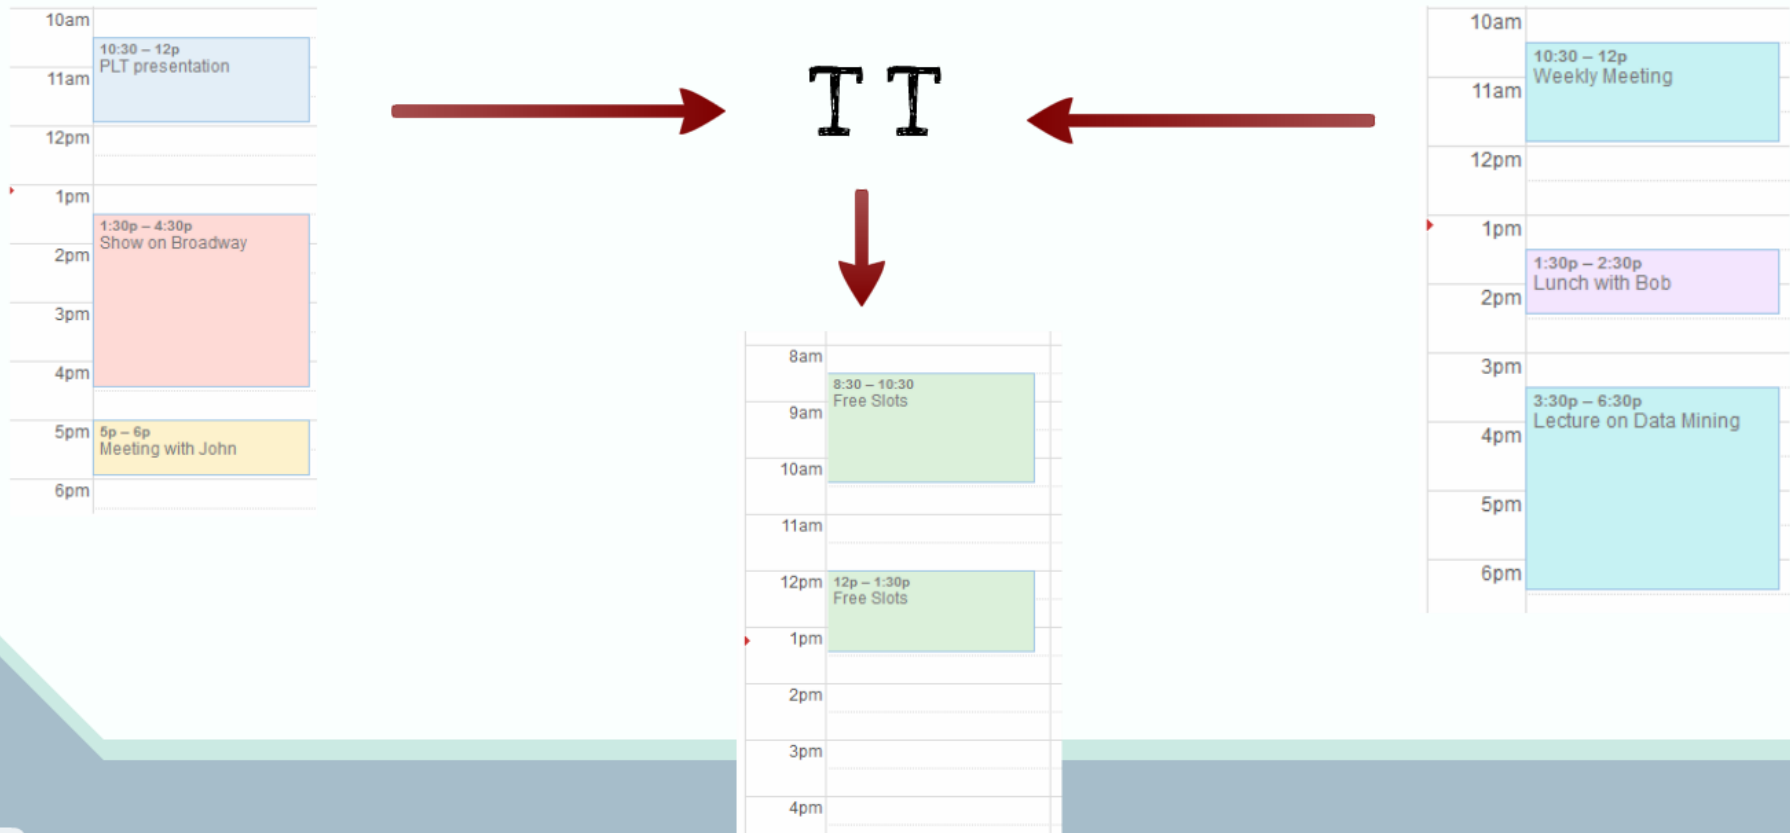 10am
10:30 – 12p
PLT presentation
11am
12pm
1pm
1:30p – 4:30p
Show on Broadway
2pm
3pm
4pm
5pm
5p – 6p
Meeting with John
6pm
T T
8am
8:30 – 10:30
Free Slots
9am
10am
11am
12pm
12p – 1:30p
Free Slots
1pm
2pm
3pm
4pm
10am
10:30 – 12p
Weekly Meeting
11am
12pm
1pm
1:30p – 2:30p
Lunch with Bob
2pm
3pm
3:30p – 6:30p
Lecture on Data Mining
4pm
5pm
6pm